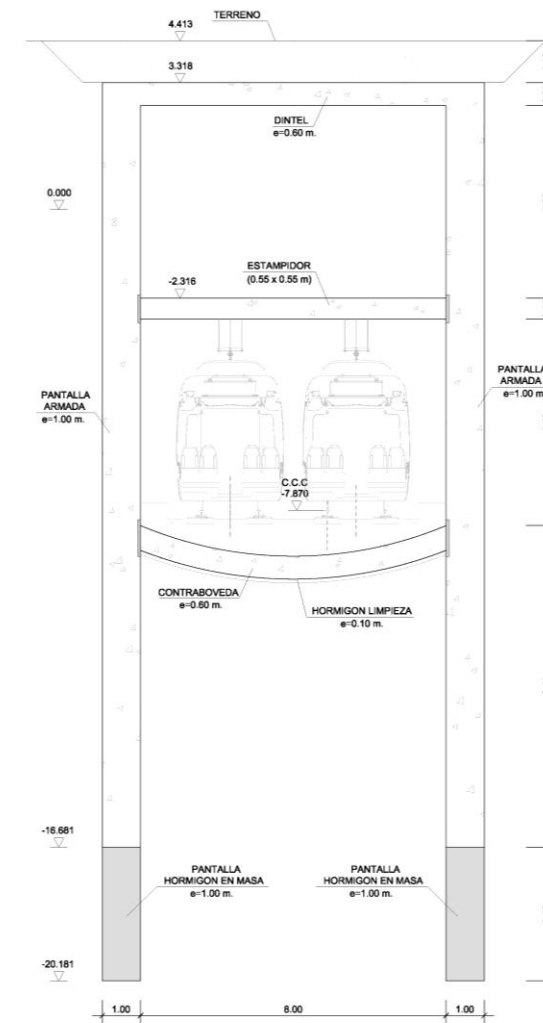 TERRENO
4.413
3.318
DINTEL
e=0.60 m.
0.000
ESTAMPIDOR
(0.55 x 0.55 m)
-2.316
PANTALLA
ARMADA
e=1.00 m.
PANTALLA
ARMADA
e=1.00 m.
C.C.C
-7.870
CONTRABOVEDA
e=0.60 m.
HORMIGON LIMPIEZA
e=0.10 m.
-16.681
PANTALLA
HORMIGON EN MASA
e=1.00 m.
PANTALLA
HORMIGON EN MASA
e=1.00 m.
-20.181
1.00
8.00
1.00